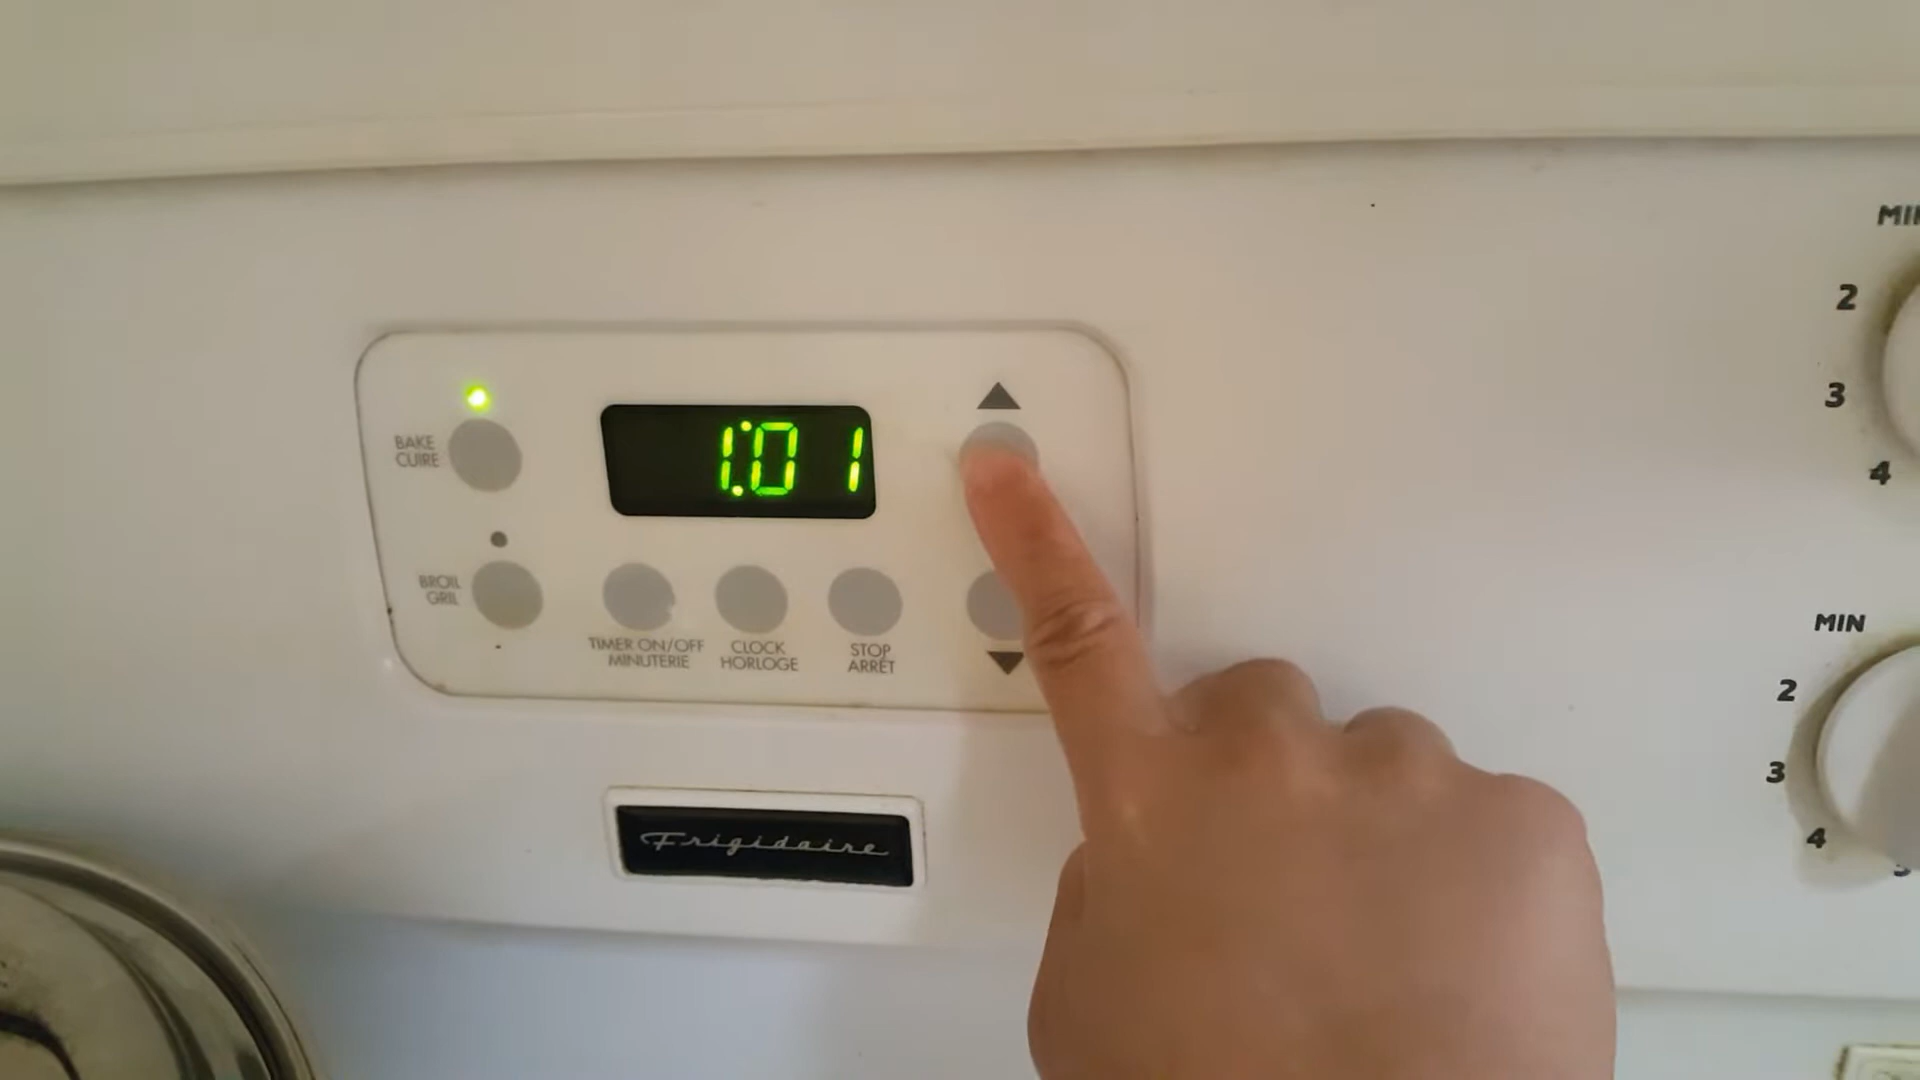 MIN
2
3
4
BAKE
CUIRE
1:01
BROIL
GRIL
TIMER ON/OFF
MINUTERIE
CLOCK
HORLOGE
STOP
ARRÊT
MIN
2
3
4
5
Frigidaire